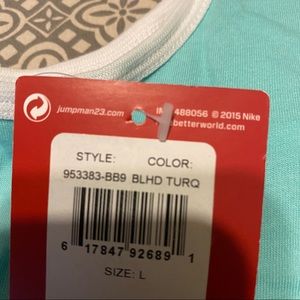 jumpman23.com 488056 © 2015 Nike
betterworld.com
STYLE: COLOR:
953383-BB9 BLHD TURQ
6 17847 92689 1
SIZE: L